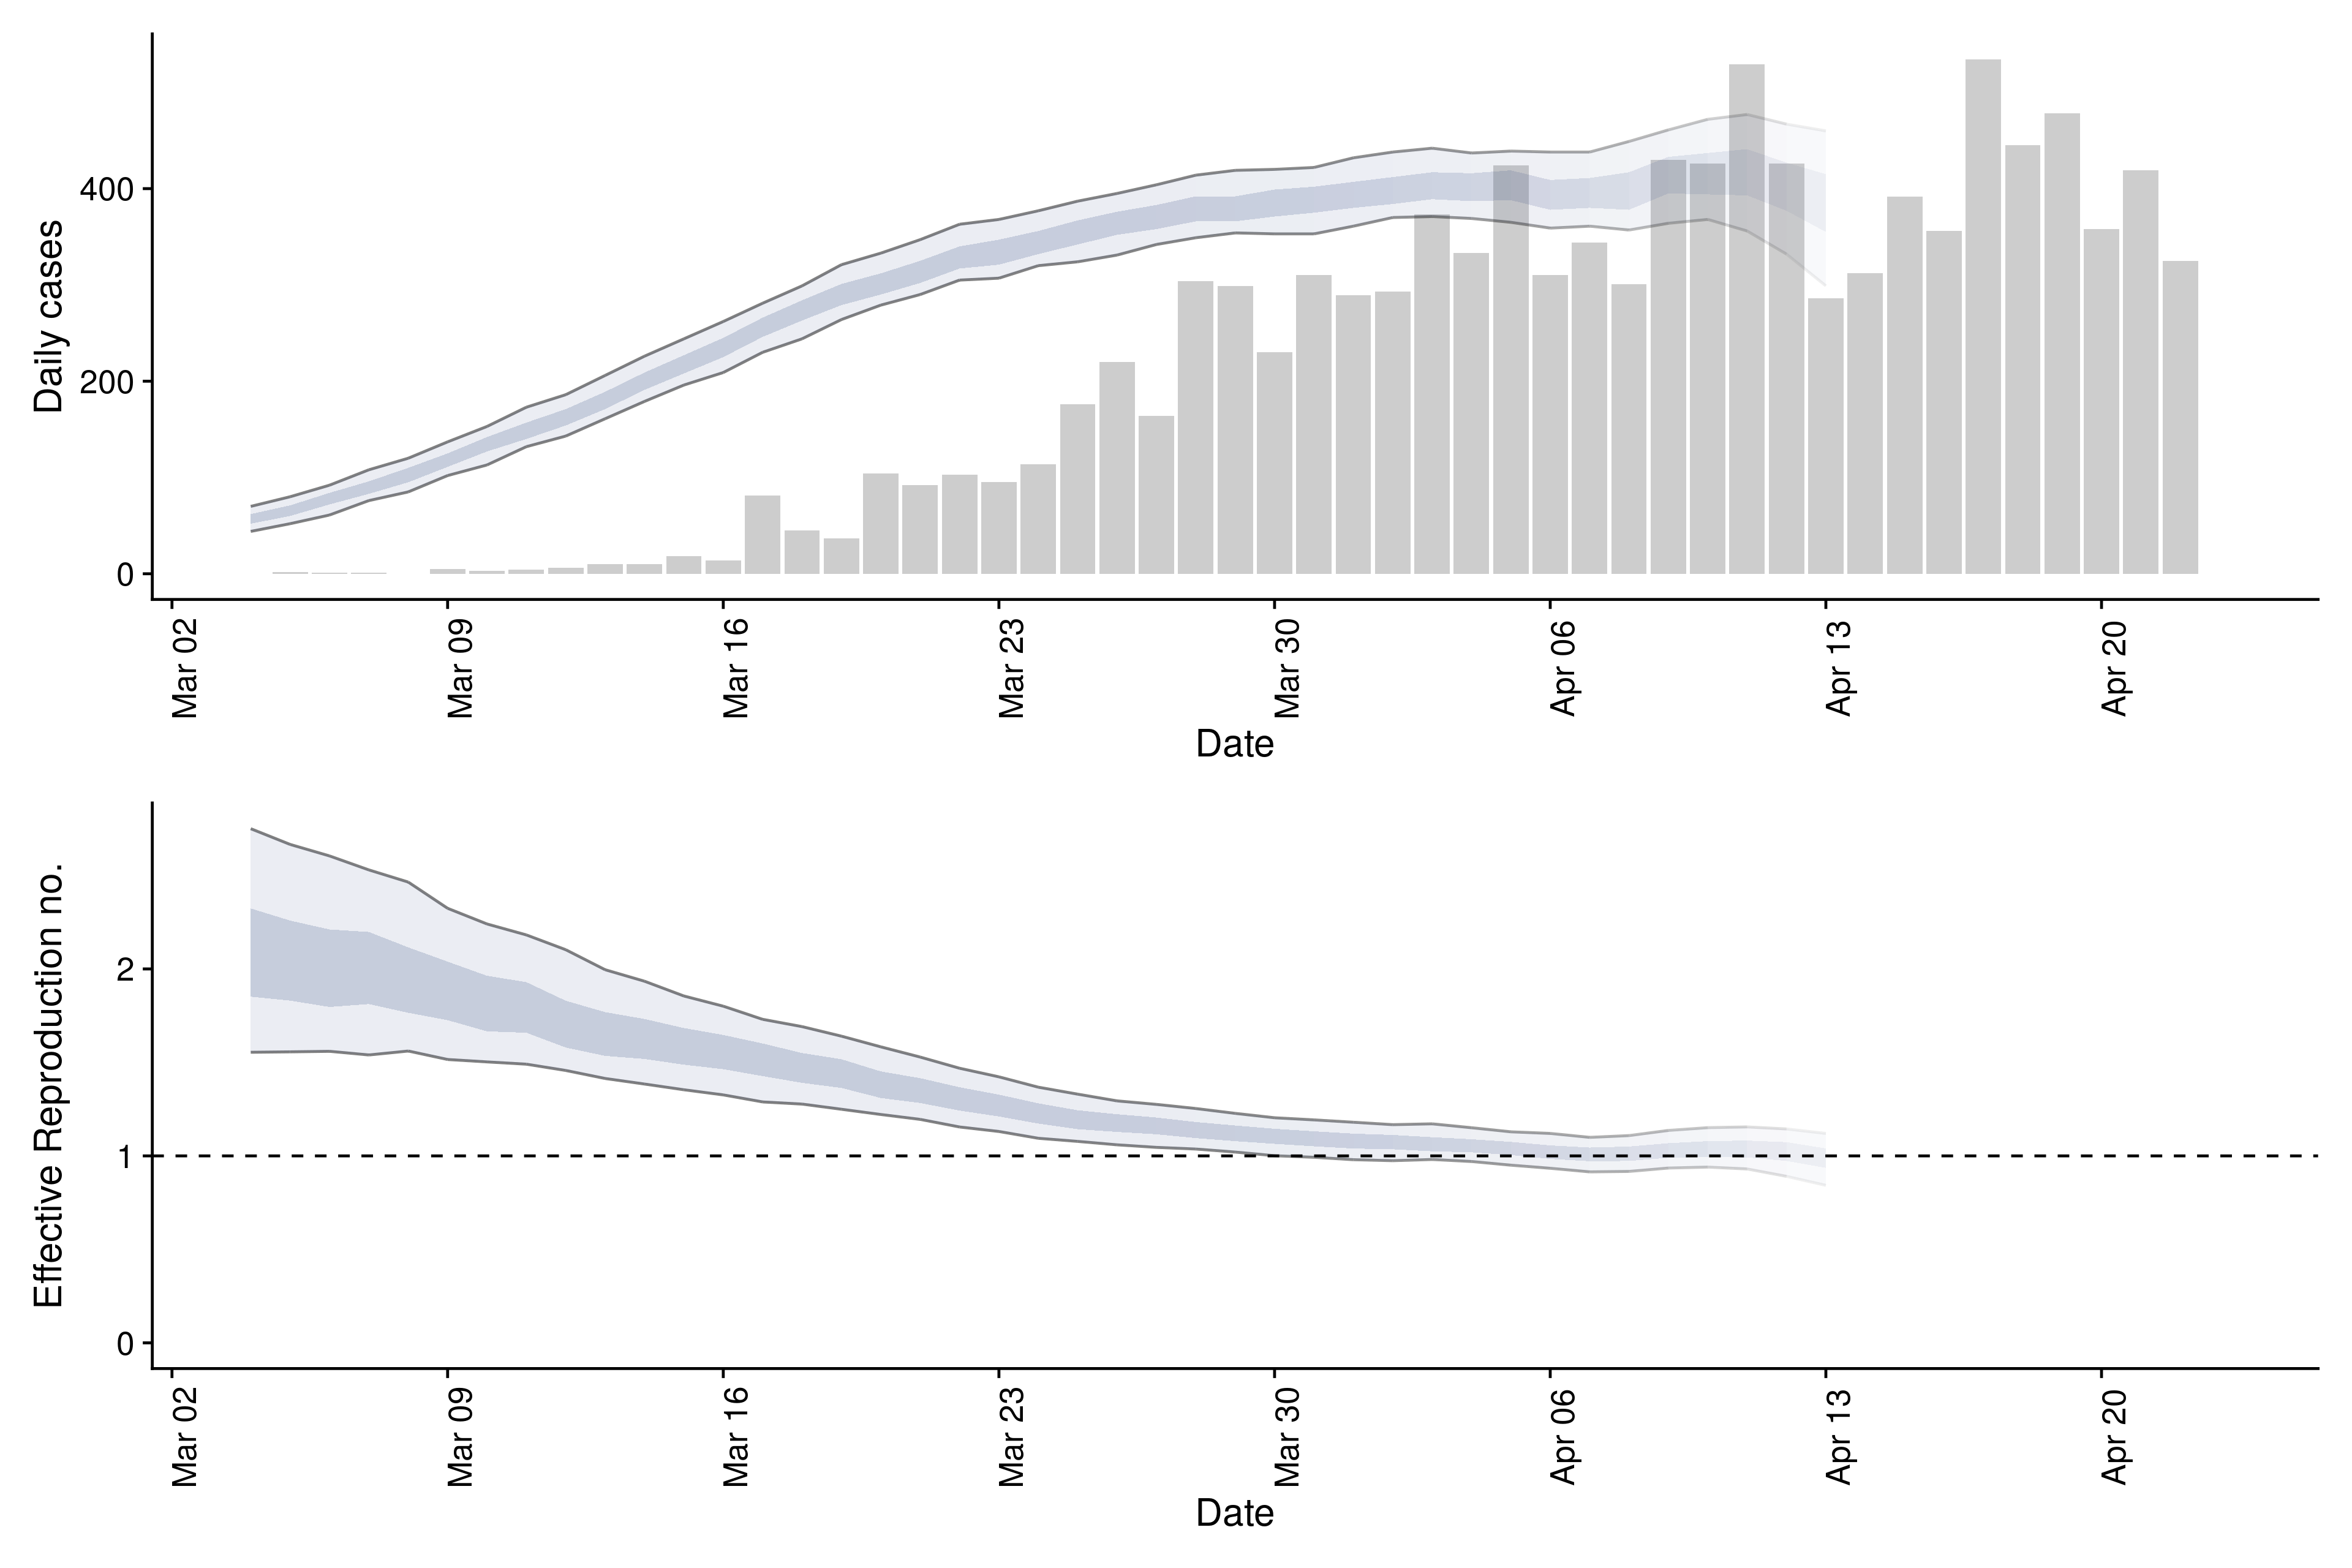 Daily cases
400
200
0
Mar 02
Mar 09
Mar 16
Mar 23
Mar 30
Apr 06
Apr 13
Apr 20
Date
Effective Reproduction no.
2
1
0
Mar 02
Mar 09
Mar 16
Mar 23
Mar 30
Apr 06
Apr 13
Apr 20
Date